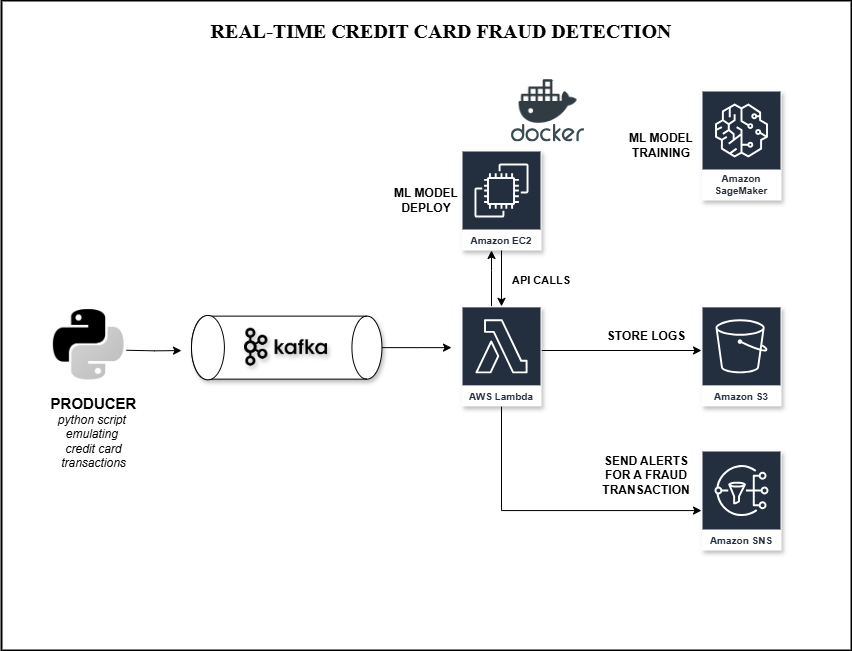 REAL-TIME CREDIT CARD FRAUD DETECTION
docker
ML MODEL
TRAINING
Amazon
SageMaker
ML MODEL
DEPLOY
Amazon EC2
API CALLS
kafka
STORE LOGS
AWS Lambda
Amazon S3
PRODUCER
python script
emulating
credit card
transactions
SEND ALERTS
FOR A FRAUD
TRANSACTION
Amazon SNS